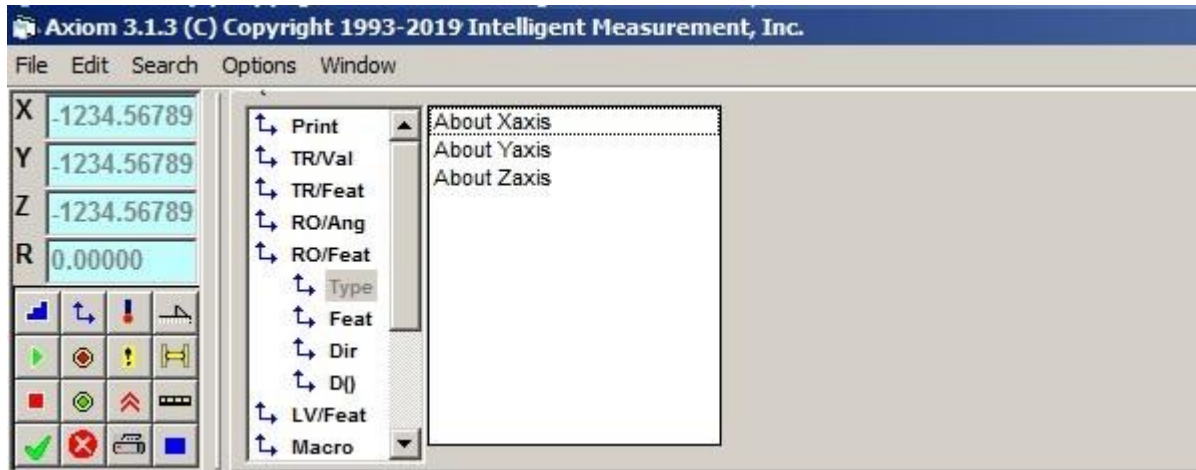 Axiom 3.1.3 (C) Copyright 1993-2019 Intelligent Measurement, Inc.
File Edit Search Options Window
X -1234.56789
Y -1234.56789
Z -1234.56789
R 0.00000
Print
TR/Val
TR/Feat
RO/Ang
RO/Feat
Type
Feat
Dir
D()
LV/Feat
Macro
About Xaxis
About Yaxis
About Zaxis